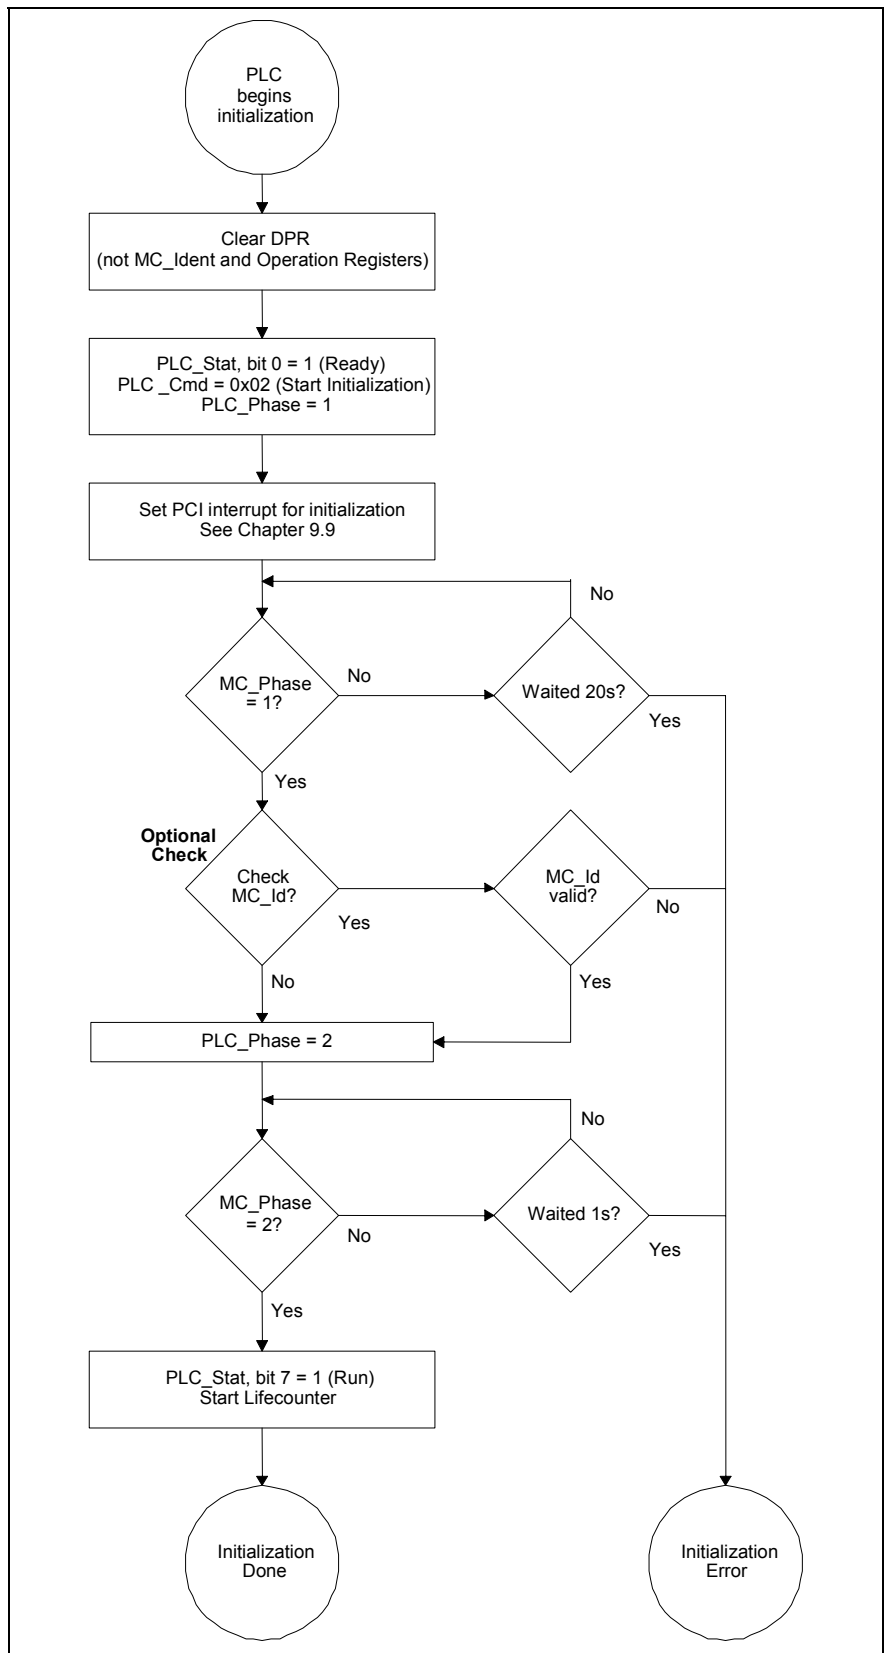 PLC
begins
initialization
Clear DPR
(not MC_Ident and Operation Registers)
PLC_Stat, bit 0 = 1 (Ready)
PLC _Cmd = 0x02 (Start Initialization)
PLC_Phase = 1
Set PCI interrupt for initialization
See Chapter 9.9
No
MC_Phase
= 1?
No
Waited 20s?
Yes
Yes
Optional
Check
Check
MC_Id?
Yes
MC_Id
valid?
No
No
Yes
PLC_Phase = 2
No
MC_Phase
= 2?
No
Waited 1s?
Yes
Yes
PLC_Stat, bit 7 = 1 (Run)
Start Lifecounter
Initialization
Done
Initialization
Error